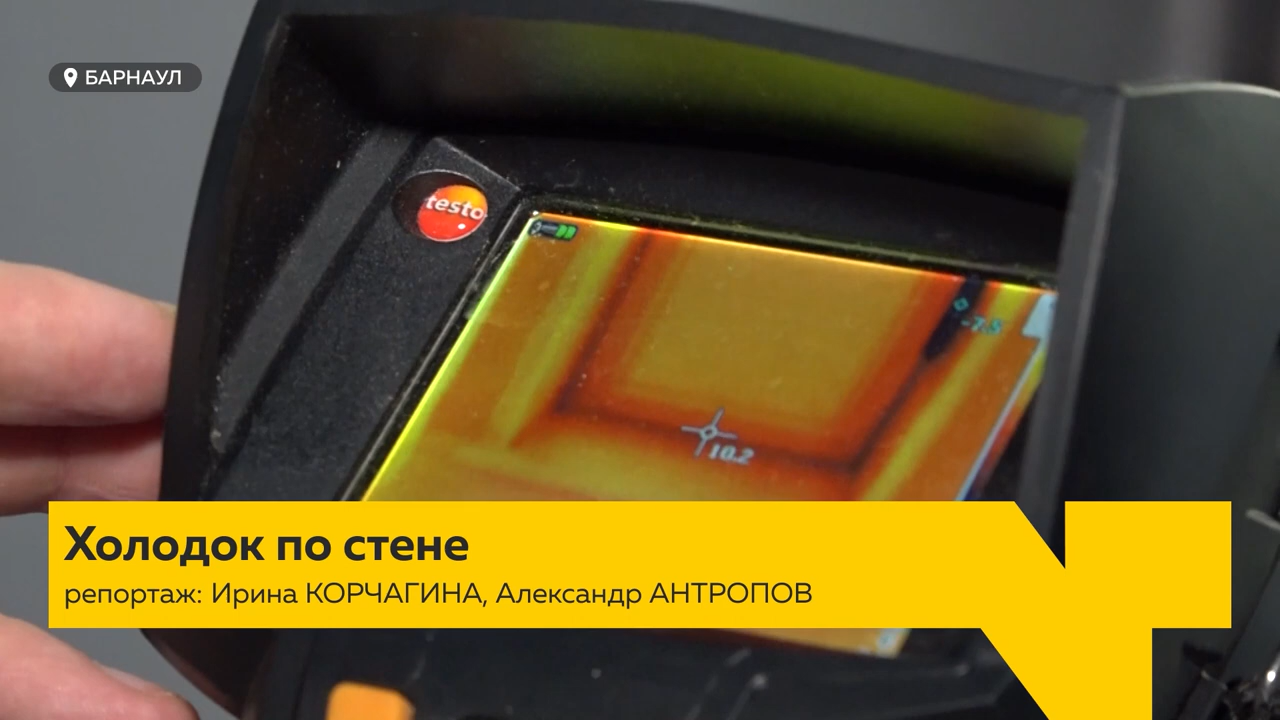 БАРНАУЛ
testo
-7.5
10.2
Холодок по стене
репортаж: Ирина КОРЧАГИНА, Александр АНТРОПОВ